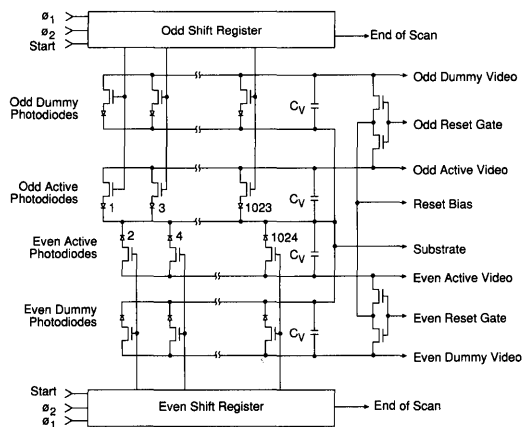 ø1
ø2
Start
Odd Shift Register
End of Scan
Odd Dummy Video
Odd Dummy
Photodiodes
CV
Odd Reset Gate
Odd Active Video
Odd Active
Photodiodes
1
3
1023
CV
Reset Bias
Even Active
Photodiodes
2
4
1024
CV
Substrate
Even Active Video
Even Dummy
Photodiodes
CV
Even Reset Gate
Even Dummy Video
Start
ø2
ø1
Even Shift Register
End of Scan